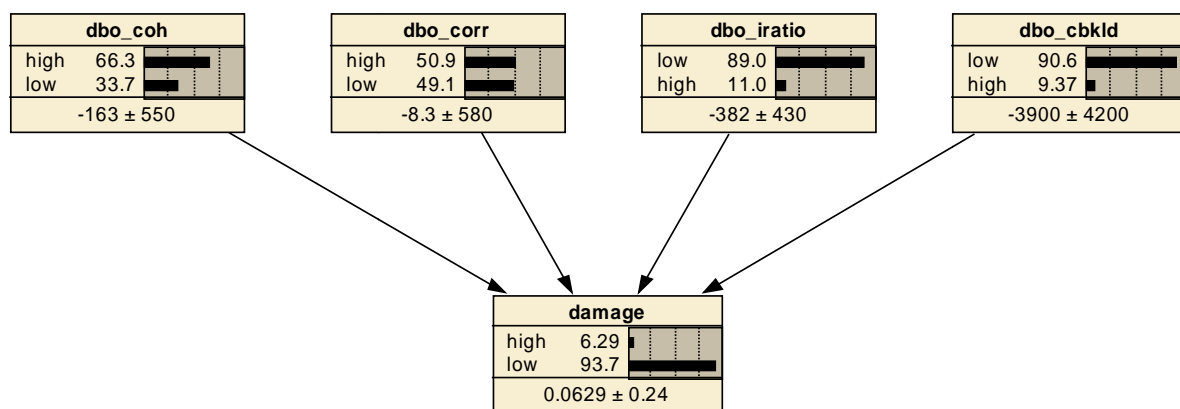 dbo_coh
high 66.3
low 33.7
-163 ± 550
dbo_corr
high 50.9
low 49.1
-8.3 ± 580
dbo_iratio
low 89.0
high 11.0
-382 ± 430
dbo_cbkld
low 90.6
high 9.37
-3900 ± 4200
damage
high 6.29
low 93.7
0.0629 ± 0.24